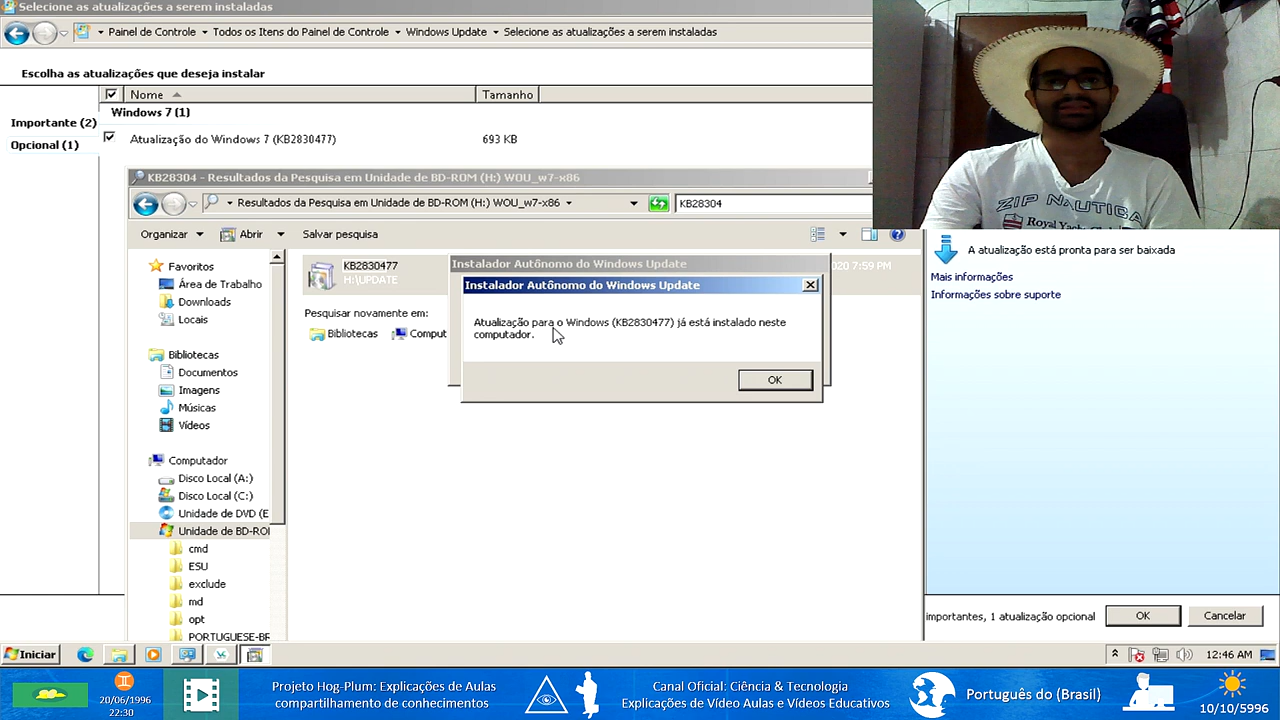 Selecione as atualizações a serem instaladas
Painel de Controle
Todos os Itens do Painel de Controle
Windows Update
Selecione as atualizações a serem instaladas
Escolha as atualizações que deseja instalar
Nome
Tamanho
Windows 7 (1)
Importante (2)
Opcional (1)
Atualização do Windows 7 (KB2830477)
693 KB
KB28304 - Resultados da Pesquisa em Unidade de BD-ROM (H:) WOU_w7-x86
Resultados da Pesquisa em Unidade de BD-ROM (H:) WOU_w7-x86
KB28304
Organizar
Abrir
Salvar pesquisa
Favoritos
Área de Trabalho
Downloads
Locais
Bibliotecas
Documentos
Imagens
Músicas
Vídeos
Computador
Disco Local (A:)
Disco Local (C:)
Unidade de DVD (E
Unidade de BD-RO
cmd
ESU
exclude
md
opt
PORTUGUESE-BR
KB2830477
H:\UPDATE
020 7:59 PM
Pesquisar novamente em:
Bibliotecas
Comput
Instalador Autônomo do Windows Update
Instalador Autônomo do Windows Update
Atualização para o Windows (KB2830477) já está instalado neste
computador.
OK
ZIP NAUTICA
Royal Yacht
A atualização está pronta para ser baixada
Mais informações
Informações sobre suporte
importantes, 1 atualização opcional
OK
Cancelar
Iniciar
12:46 AM
20/06/1996
22:30
Projeto Hog-Plum: Explicações de Aulas
compartilhamento de conhecimentos
Canal Oficial: Ciência & Tecnologia
Explicações de Vídeo Aulas e Vídeos Educativos
Português do (Brasil)
10/10/5996